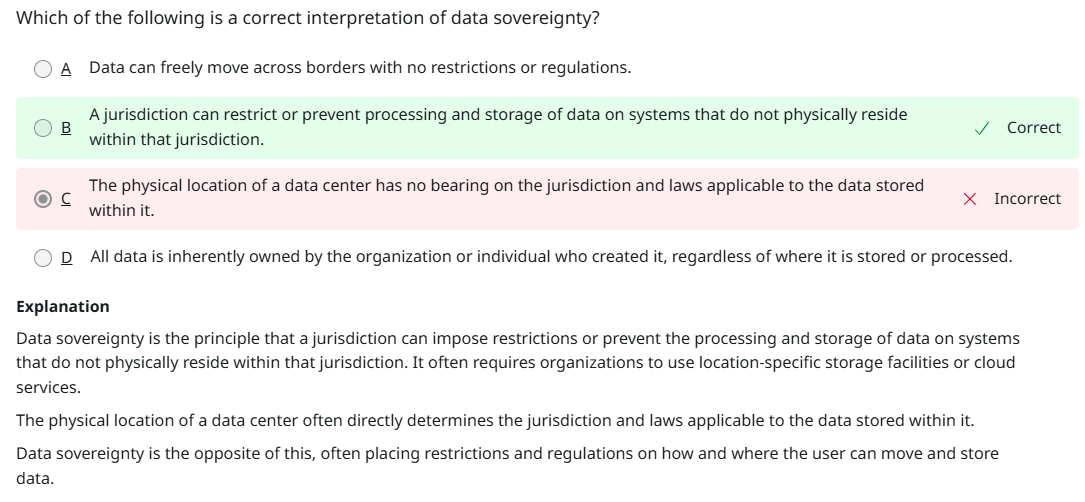 Which of the following is a correct interpretation of data sovereignty?
A Data can freely move across borders with no restrictions or regulations.
B A jurisdiction can restrict or prevent processing and storage of data on systems that do not physically reside
within that jurisdiction.
Correct
C The physical location of a data center has no bearing on the jurisdiction and laws applicable to the data stored
within it.
Incorrect
D All data is inherently owned by the organization or individual who created it, regardless of where it is stored or processed.
Explanation
Data sovereignty is the principle that a jurisdiction can impose restrictions or prevent the processing and storage of data on systems
that do not physically reside within that jurisdiction. It often requires organizations to use location-specific storage facilities or cloud
services.
The physical location of a data center often directly determines the jurisdiction and laws applicable to the data stored within it.
Data sovereignty is the opposite of this, often placing restrictions and regulations on how and where the user can move and store
data.